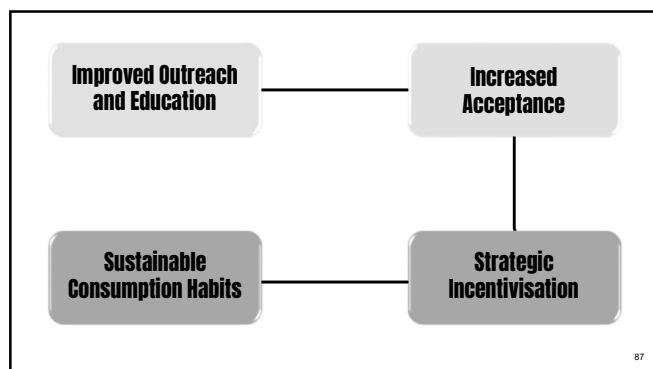 Improved Outreach
and Education
Increased
Acceptance
Sustainable
Consumption Habits
Strategic
Incentivisation
87